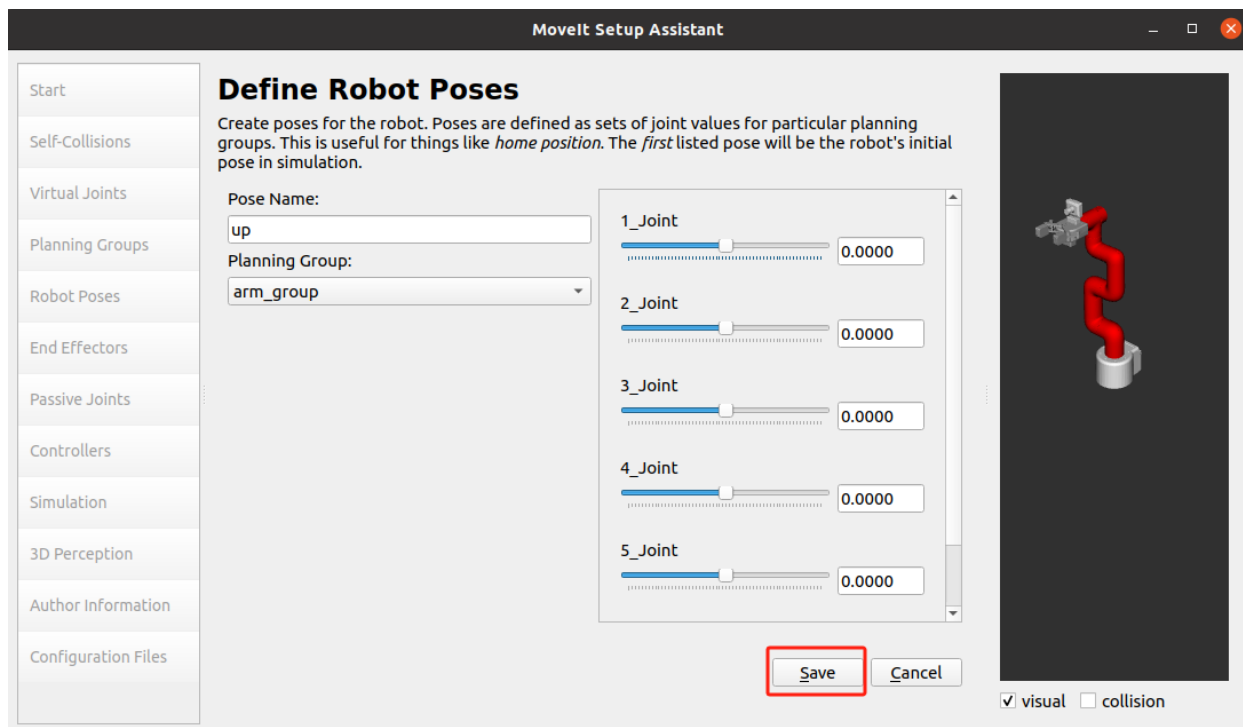 MoveIt Setup Assistant
Start
Self-Collisions
Virtual Joints
Planning Groups
Robot Poses
End Effectors
Passive Joints
Controllers
Simulation
3D Perception
Author Information
Configuration Files
Define Robot Poses
Create poses for the robot. Poses are defined as sets of joint values for particular planning
groups. This is useful for things like home position. The first listed pose will be the robot's initial
pose in simulation.
Pose Name:
up
Planning Group:
arm_group
1_Joint
0.0000
2_Joint
0.0000
3_Joint
0.0000
4_Joint
0.0000
5_Joint
0.0000
Save
Cancel
visual
collision